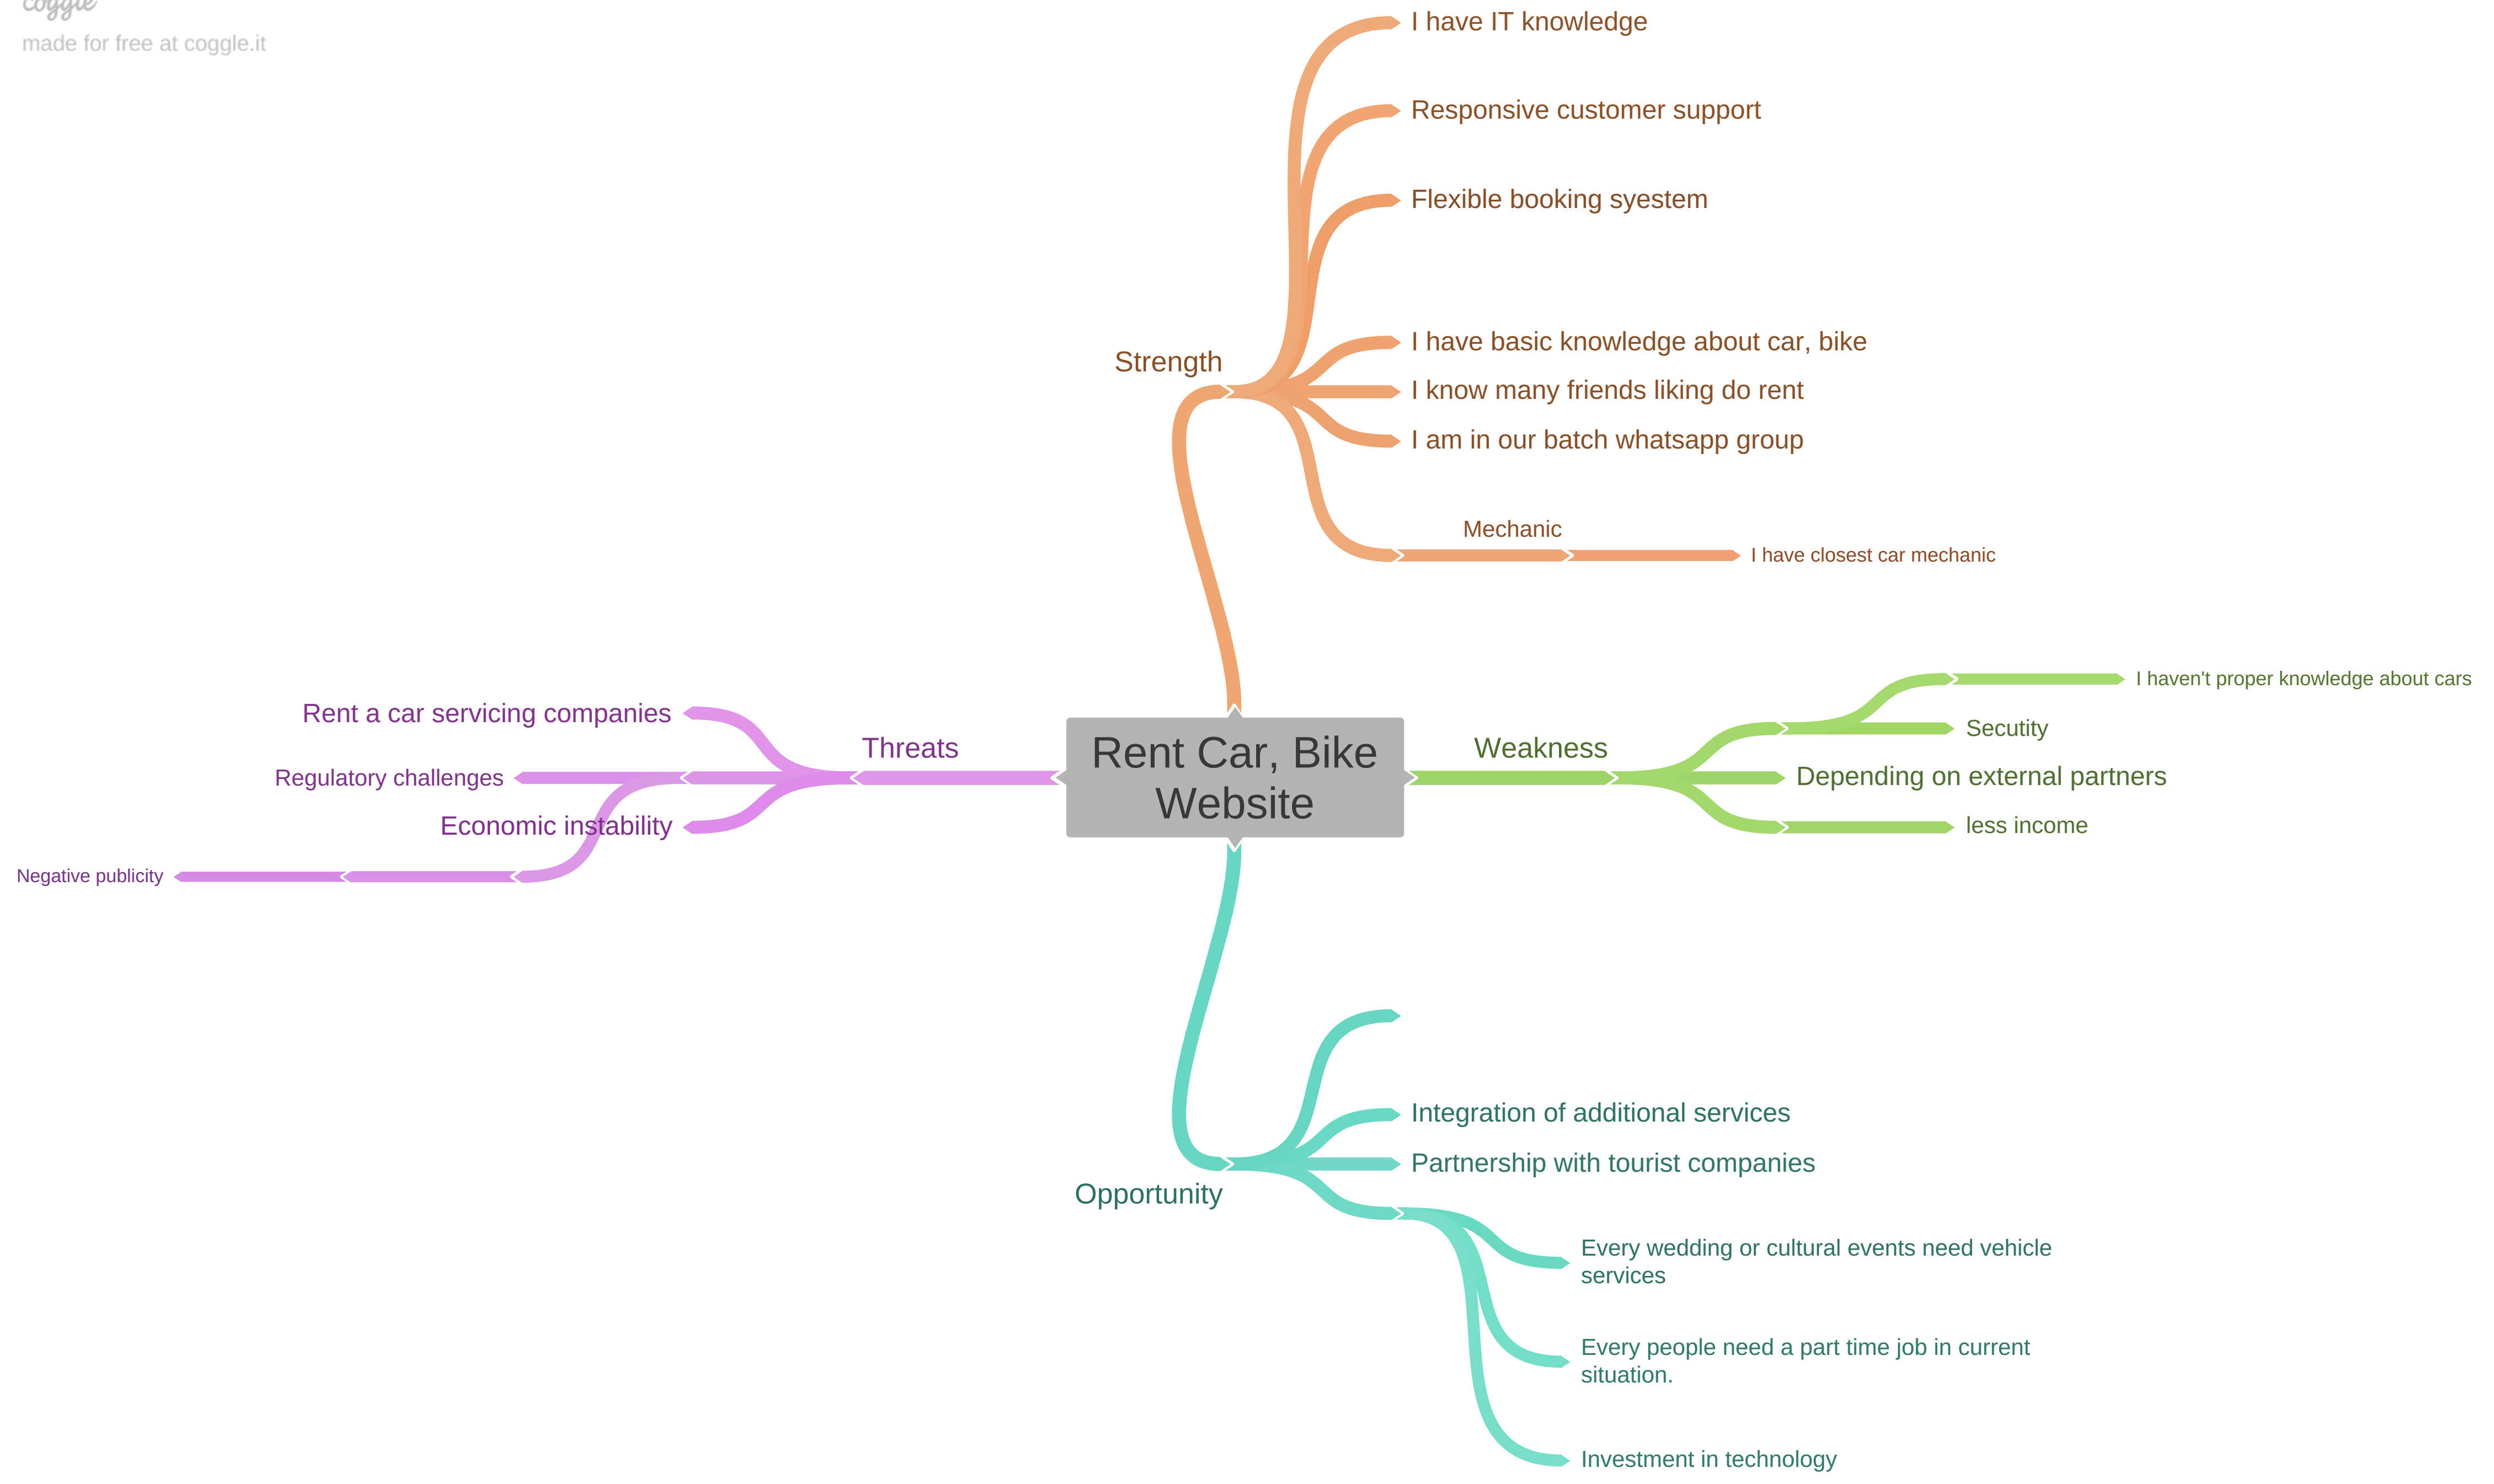 coggle
made for free at coggle.it
I have IT knowledge
Responsive customer support
Flexible booking syestem
Strength
I have basic knowledge about car, bike
I know many friends liking do rent
I am in our batch whatsapp group
Mechanic
I have closest car mechanic
Rent a car servicing companies
Threats
Regulatory challenges
Economic instability
Negative publicity
Rent Car, Bike
Website
Weakness
I haven't proper knowledge about cars
Secutity
Depending on external partners
less income
Opportunity
Integration of additional services
Partnership with tourist companies
Every wedding or cultural events need vehicle
services
Every people need a part time job in current
situation.
Investment in technology